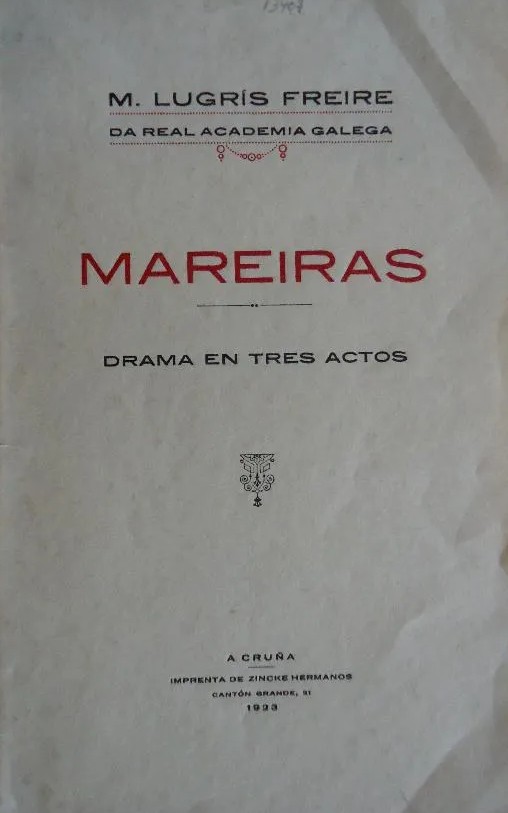 M. LUGRÍS FREIRE
DA REAL ACADEMIA GALEGA
MAREIRAS
DRAMA EN TRES ACTOS
A CRUÑA
IMPRENTA DE ZINCKE HERMANOS
CANTÓN GRANDE, 21
1923